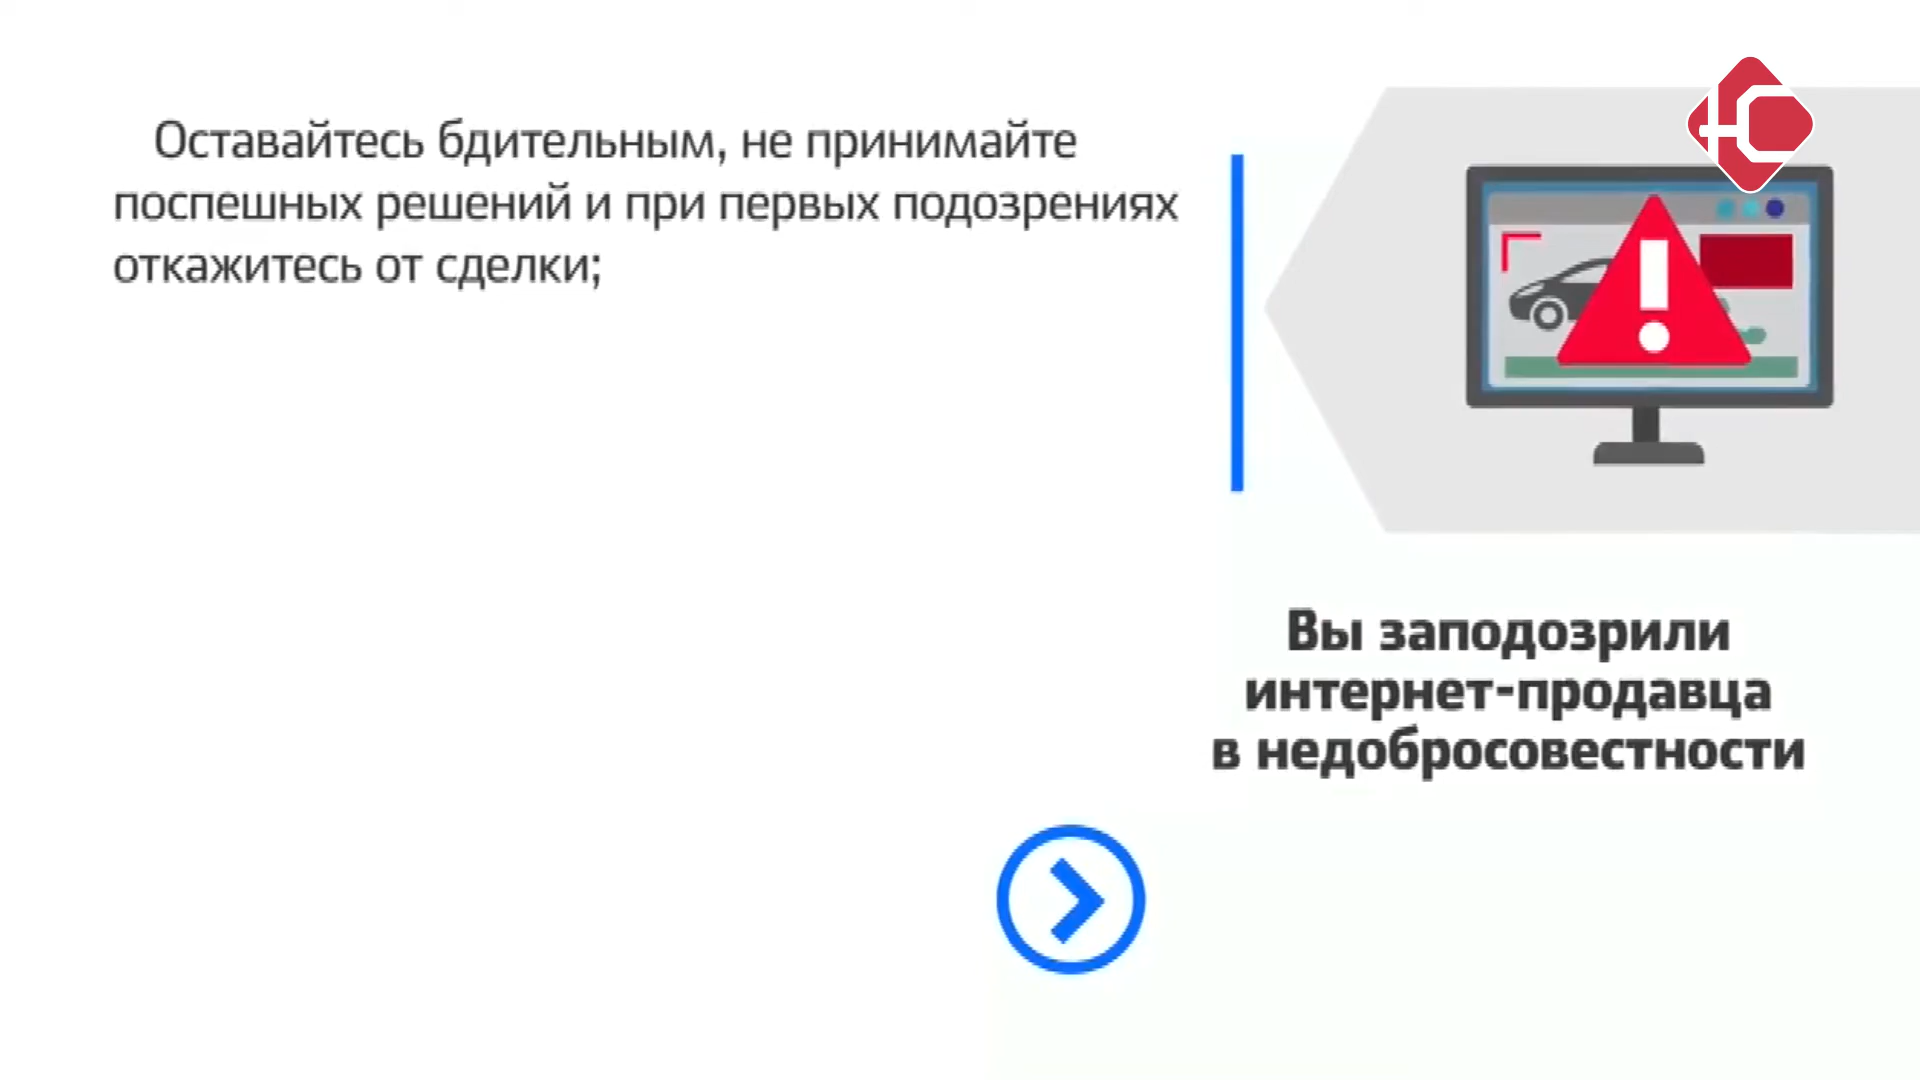 Оставайтесь бдительным, не принимайте
поспешных решений и при первых подозрениях
откажитесь от сделки;
Вы заподозрили
интернет-продавца
в недобросовестности